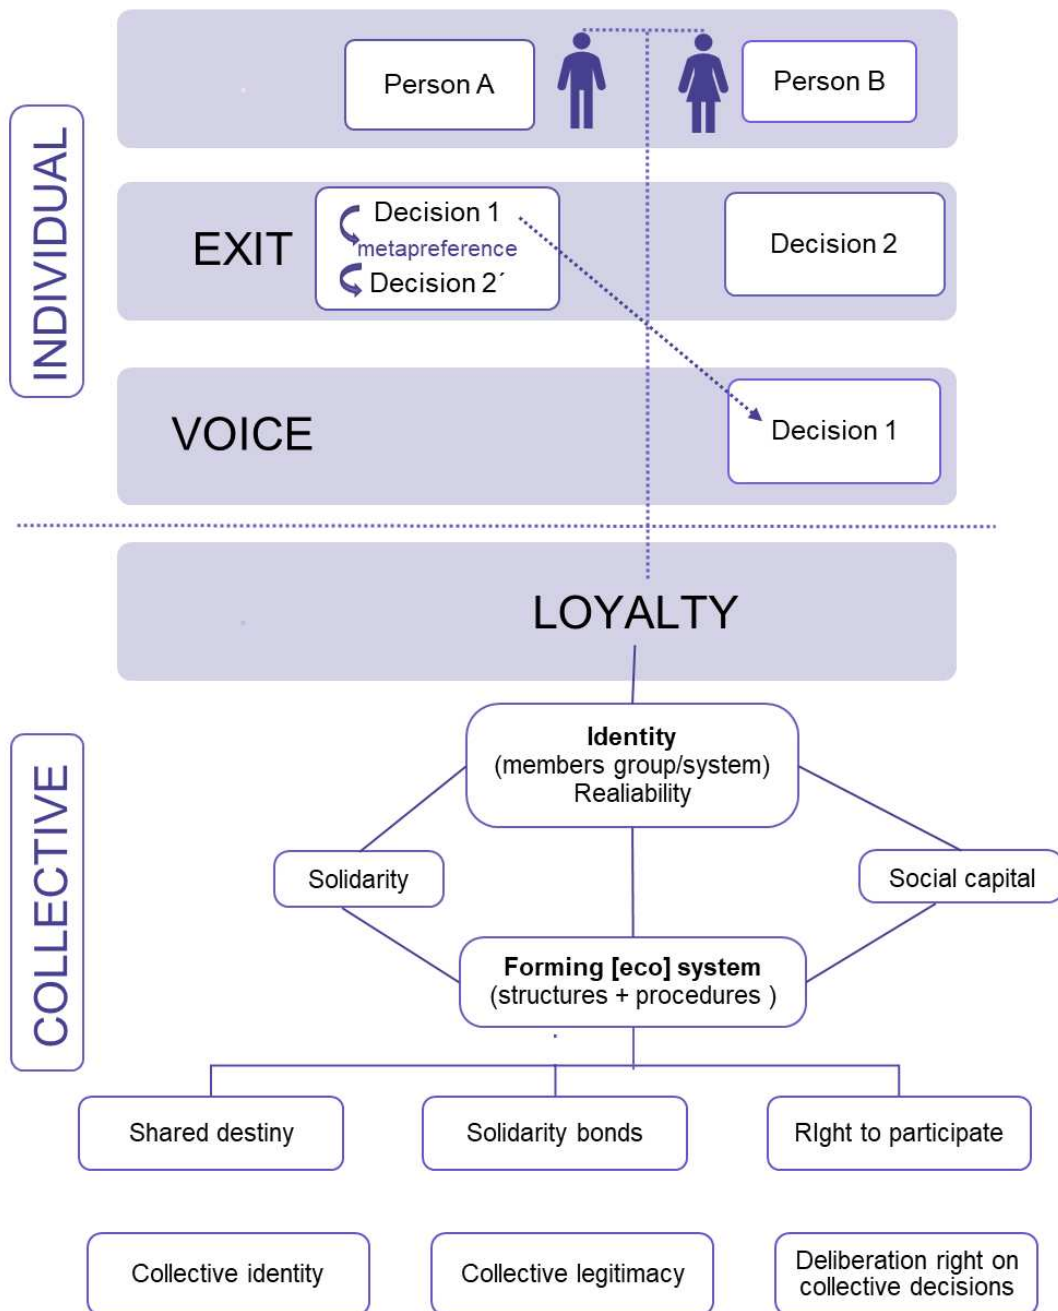 INDIVIDUAL
Person A
Person B
EXIT
Decision 1
metapreference
Decision 2´
Decision 2
VOICE
Decision 1
LOYALTY
COLLECTIVE
Identity
(members group/system)
Realiability
Solidarity
Social capital
Forming [eco] system
(structures + procedures )
Shared destiny
Solidarity bonds
RIght to participate
Collective identity
Collective legitimacy
Deliberation right on
collective decisions